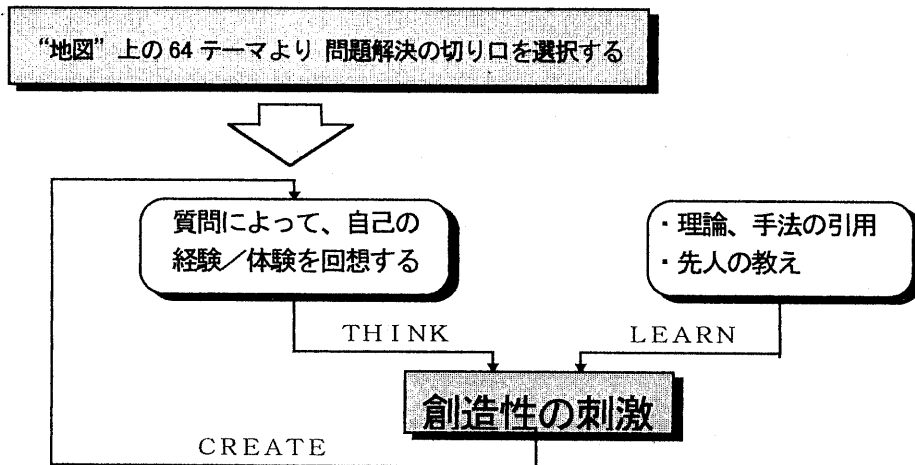 “地図”上の64テーマより 問題解決の切り口を選択する
質問によって、自己の
経験／体験を回想する
・理論、手法の引用
・先人の教え
THINK
LEARN
創造性の刺激
CREATE